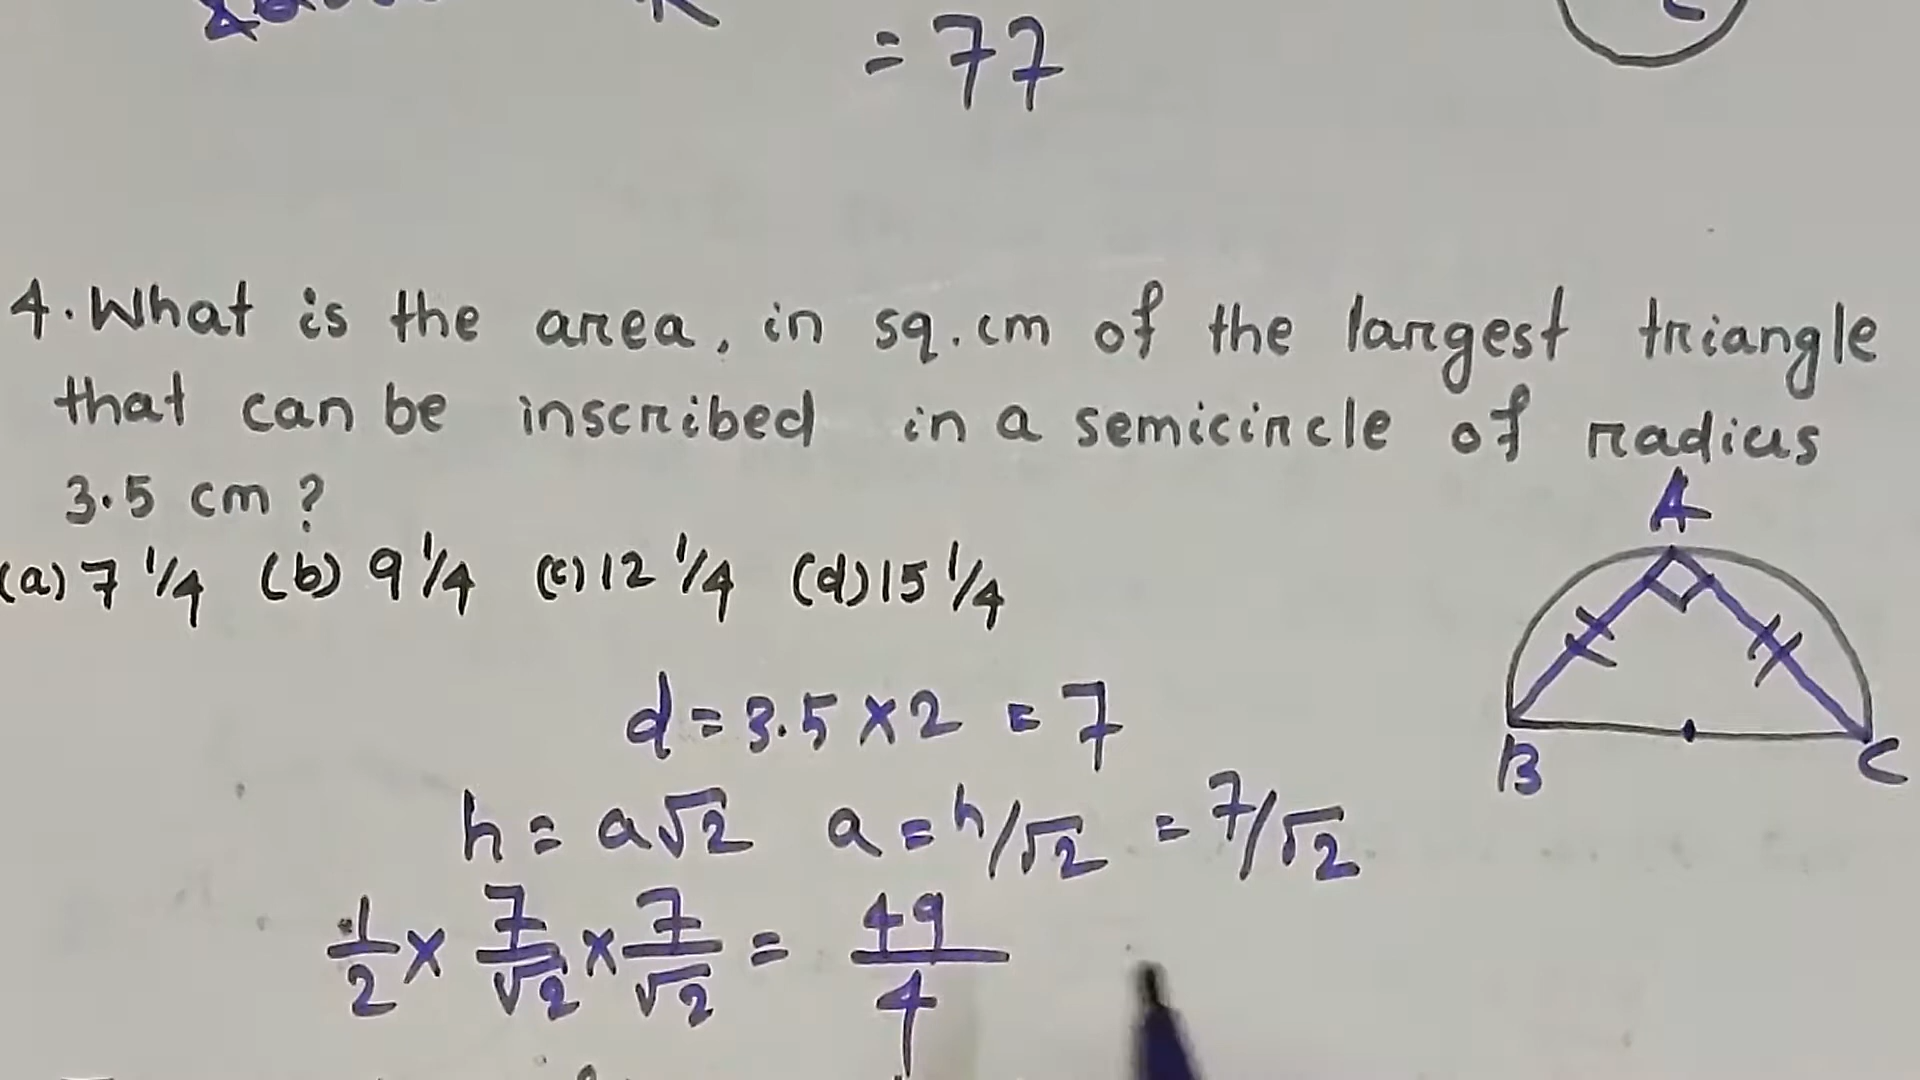 = 77
4. What is the area, in sq.cm of the largest triangle
that can be inscribed in a semicircle of radius
3.5 cm?
(a) 7 1/4 (b) 9 1/4 (c) 12 1/4 (d) 15 1/4
A
B C
d = 3.5 × 2 = 7
h = a√2 a = h/√2 = 7/√2
1/2 × 7/√2 × 7/√2 = 49/4